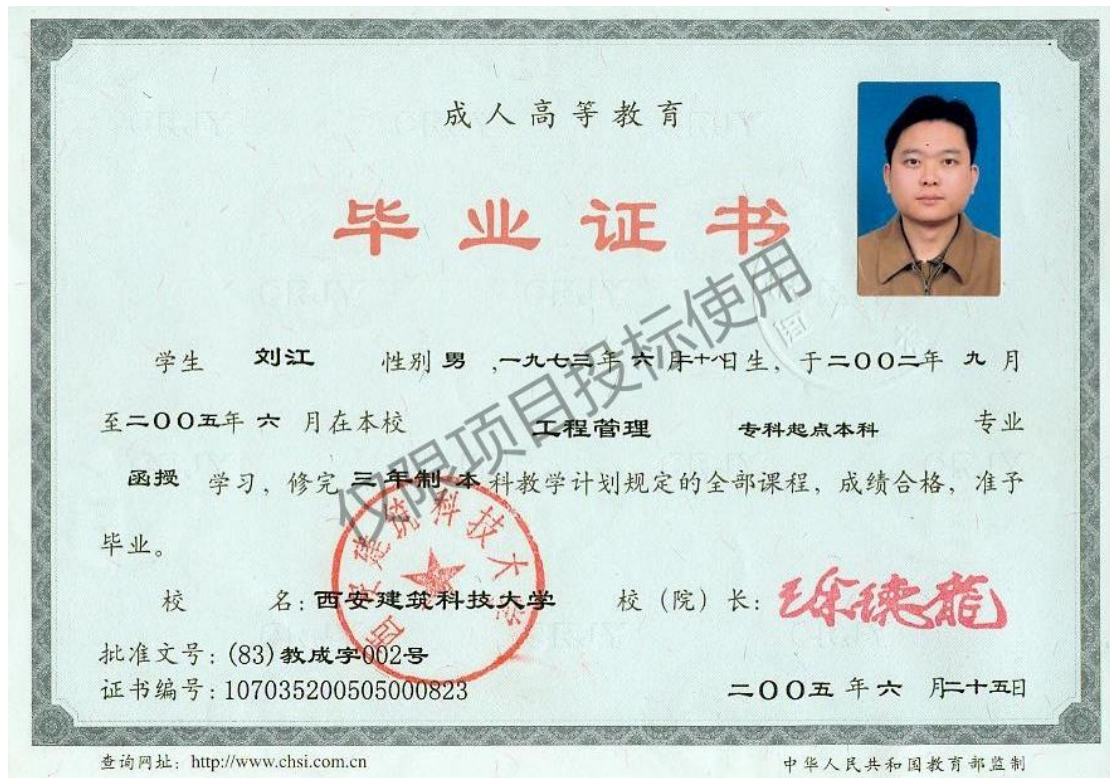 成人高等教育
毕业证书
学生 刘江 性别 男 ,一九七三年 六 月十八日生，于二〇〇二年 九 月
至二〇〇五年 六 月在本校 工程管理 专科起点本科 专业
函授 学习，修完 三年制 本 科教学计划规定的全部课程，成绩合格，准予
毕业。
校 名：西安建筑科技大学 校（院）长：
批准文号：(83)教成字002号
证书编号：107035200505000823
二〇〇五 年 六 月二十五日
查询网址：http://www.chsi.com.cn
中华人民共和国教育部监制
仅限项目投标使用
西安建筑科技大学